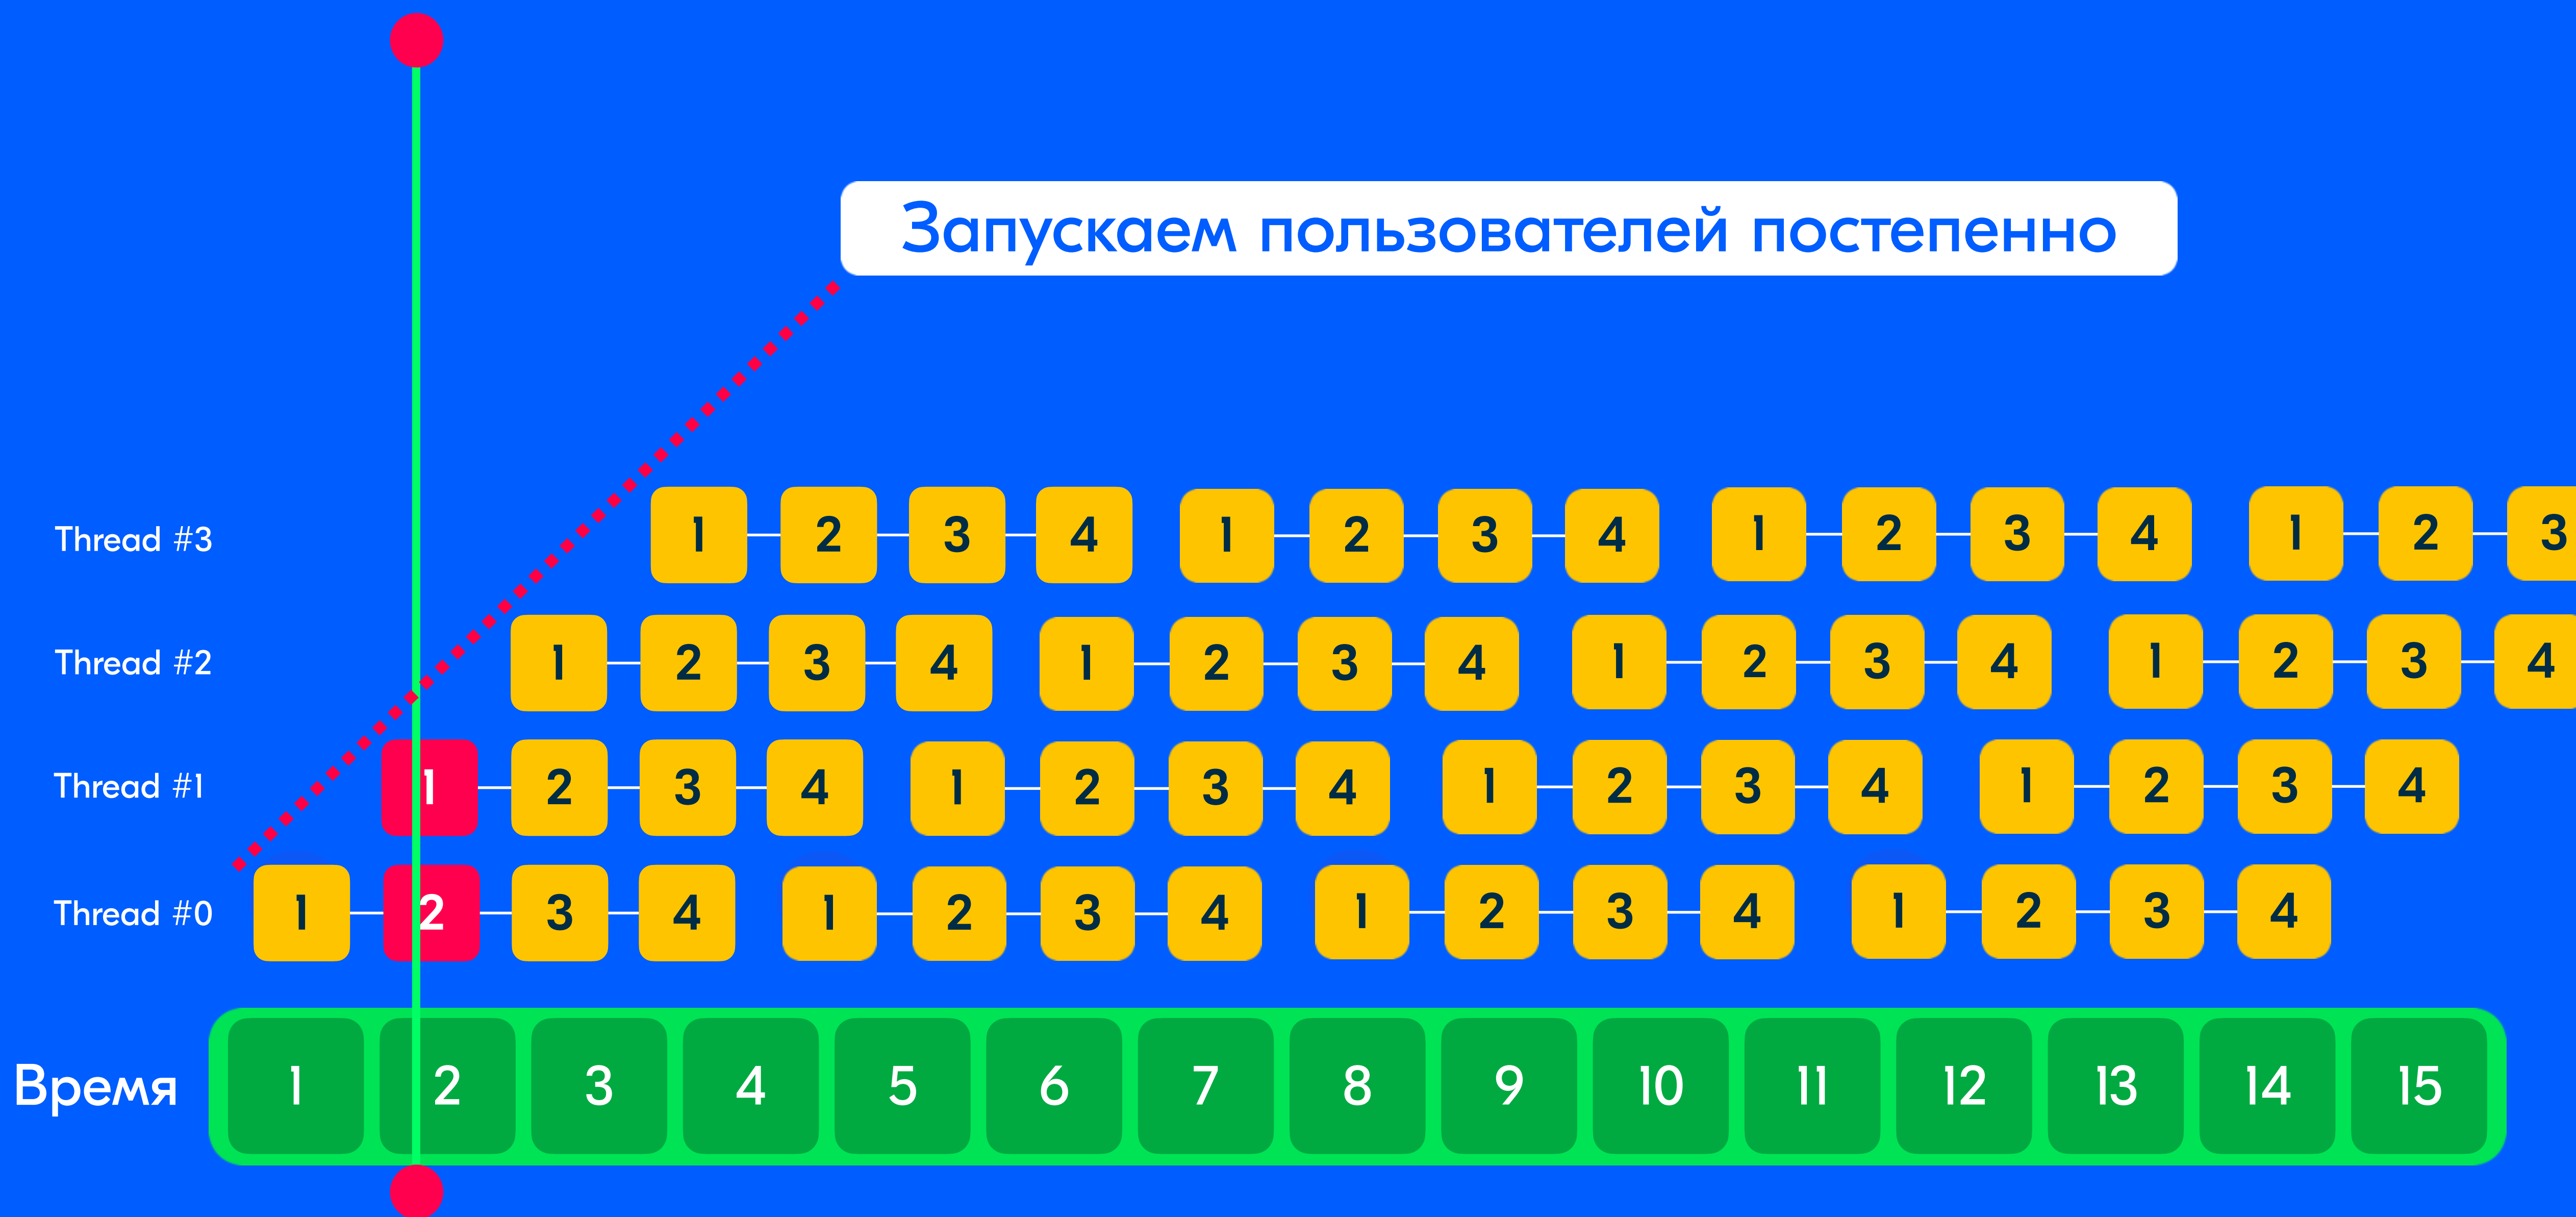 Запускаем пользователей постепенно
Thread #3 1 2 3 4 1 2 3 4 1 2 3 4 1 2 3
Thread #2 1 2 3 4 1 2 3 4 1 2 3 4 1 2 3 4
Thread #1 1 2 3 4 1 2 3 4 1 2 3 4 1 2 3 4
Thread #0 1 2 3 4 1 2 3 4 1 2 3 4 1 2 3 4
Время 1 2 3 4 5 6 7 8 9 10 11 12 13 14 15